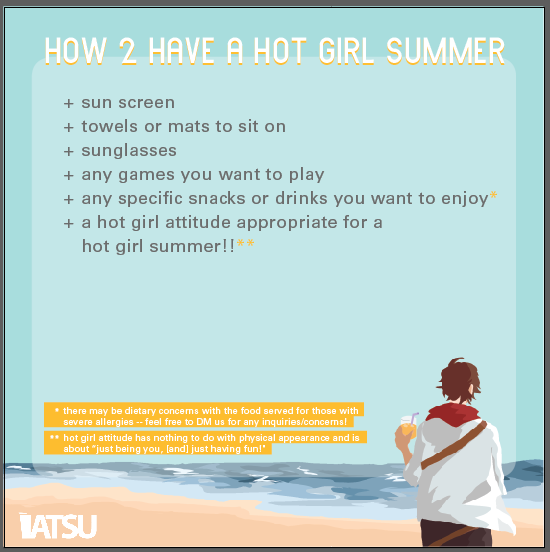 HOW 2 HAVE A HOT GIRL SUMMER
+ sun screen
+ towels or mats to sit on
+ sunglasses
+ any games you want to play
+ any specific snacks or drinks you want to enjoy*
+ a hot girl attitude appropriate for a
hot girl summer!!**
* there may be dietary concerns with the food served for those with
severe allergies -- feel free to DM us for any inquiries/concerns!
** hot girl attitude has nothing to do with physical appearance and is
about "just being you, [and] just having fun!"
IATSU